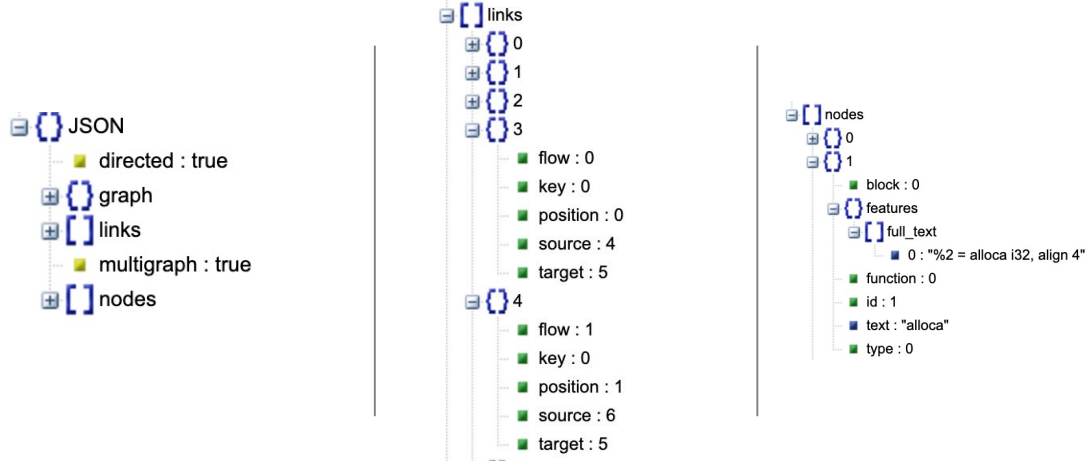 JSON
directed : true
graph
links
multigraph : true
nodes
links
0
1
2
3
flow : 0
key : 0
position : 0
source : 4
target : 5
4
flow : 1
key : 0
position : 1
source : 6
target : 5
nodes
0
1
block : 0
features
full_text
0 : "%2 = alloca i32, align 4"
function : 0
id : 1
text : "alloca"
type : 0